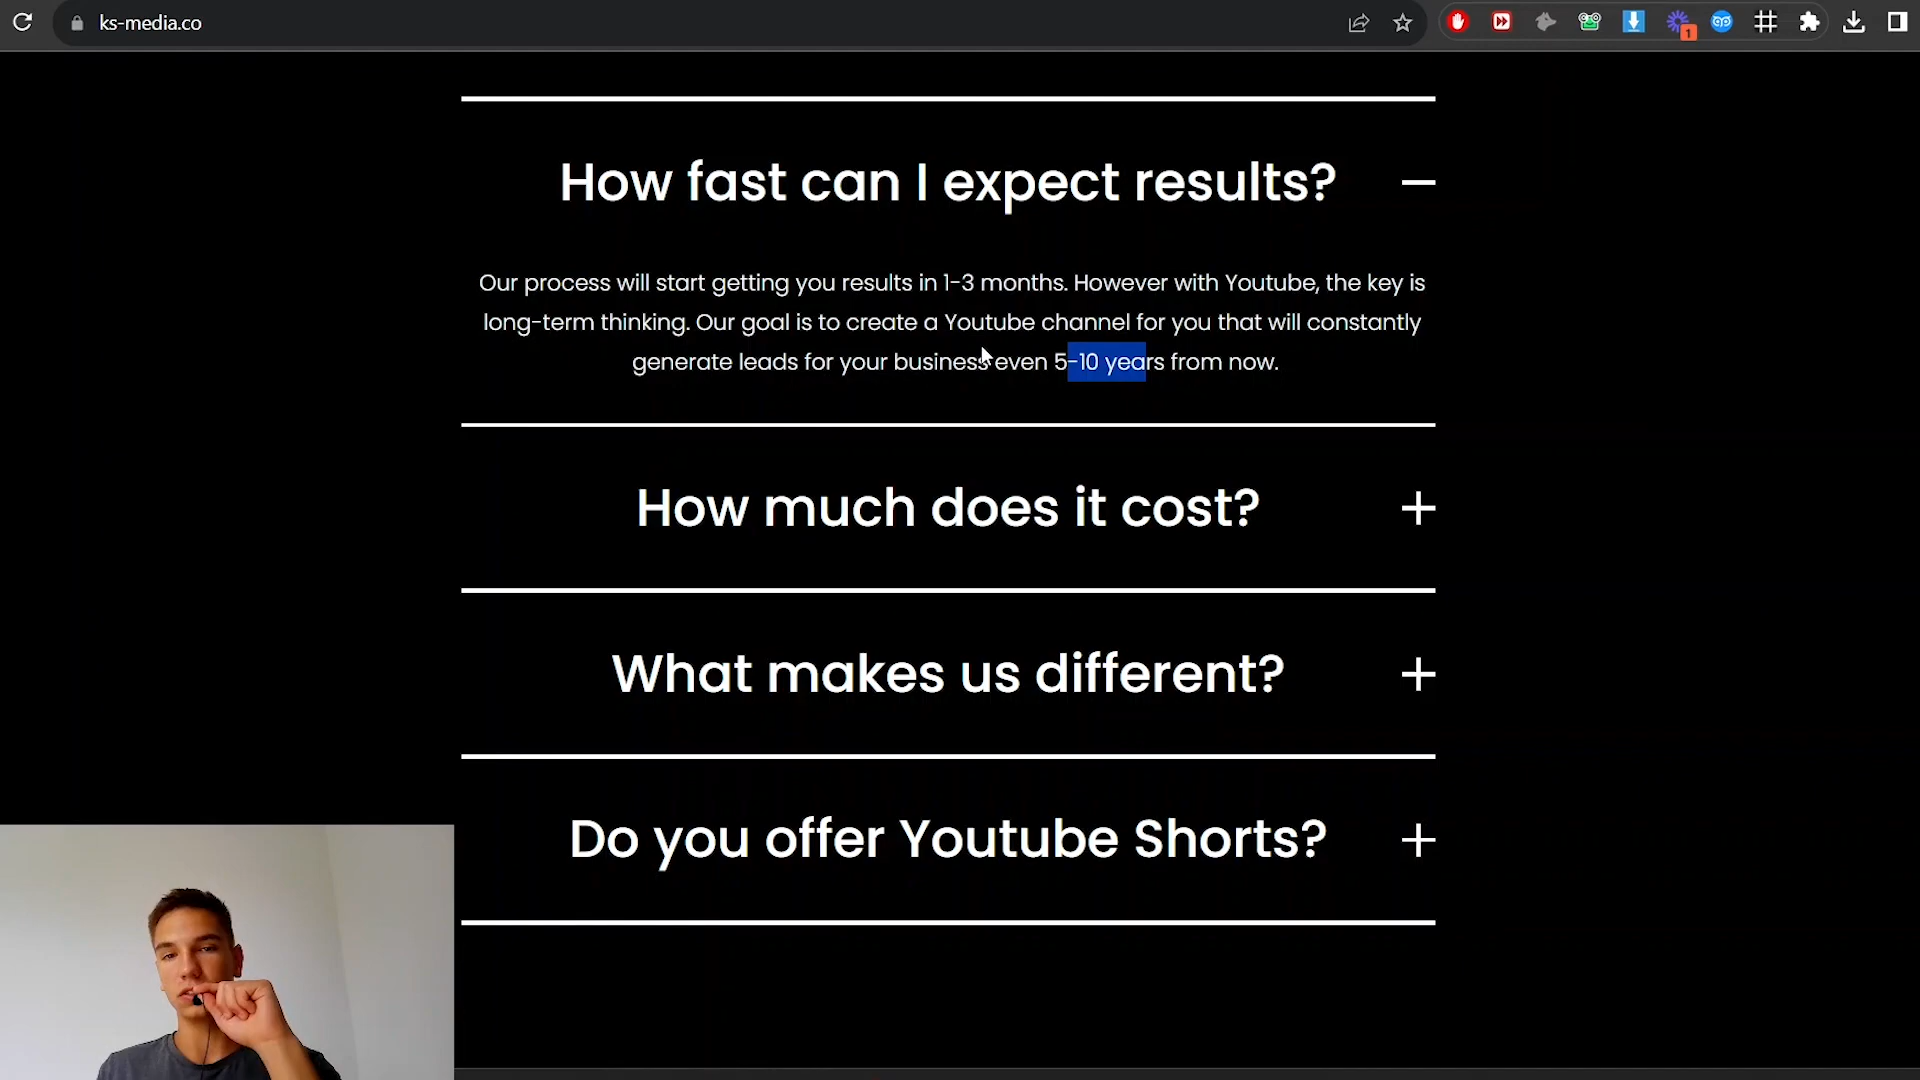 ks-media.co
1
How fast can I expect results?
Our process will start getting you results in 1-3 months. However with Youtube, the key is
long-term thinking. Our goal is to create a Youtube channel for you that will constantly
generate leads for your business even 5-10 years from now.
How much does it cost?
What makes us different?
Do you offer Youtube Shorts?